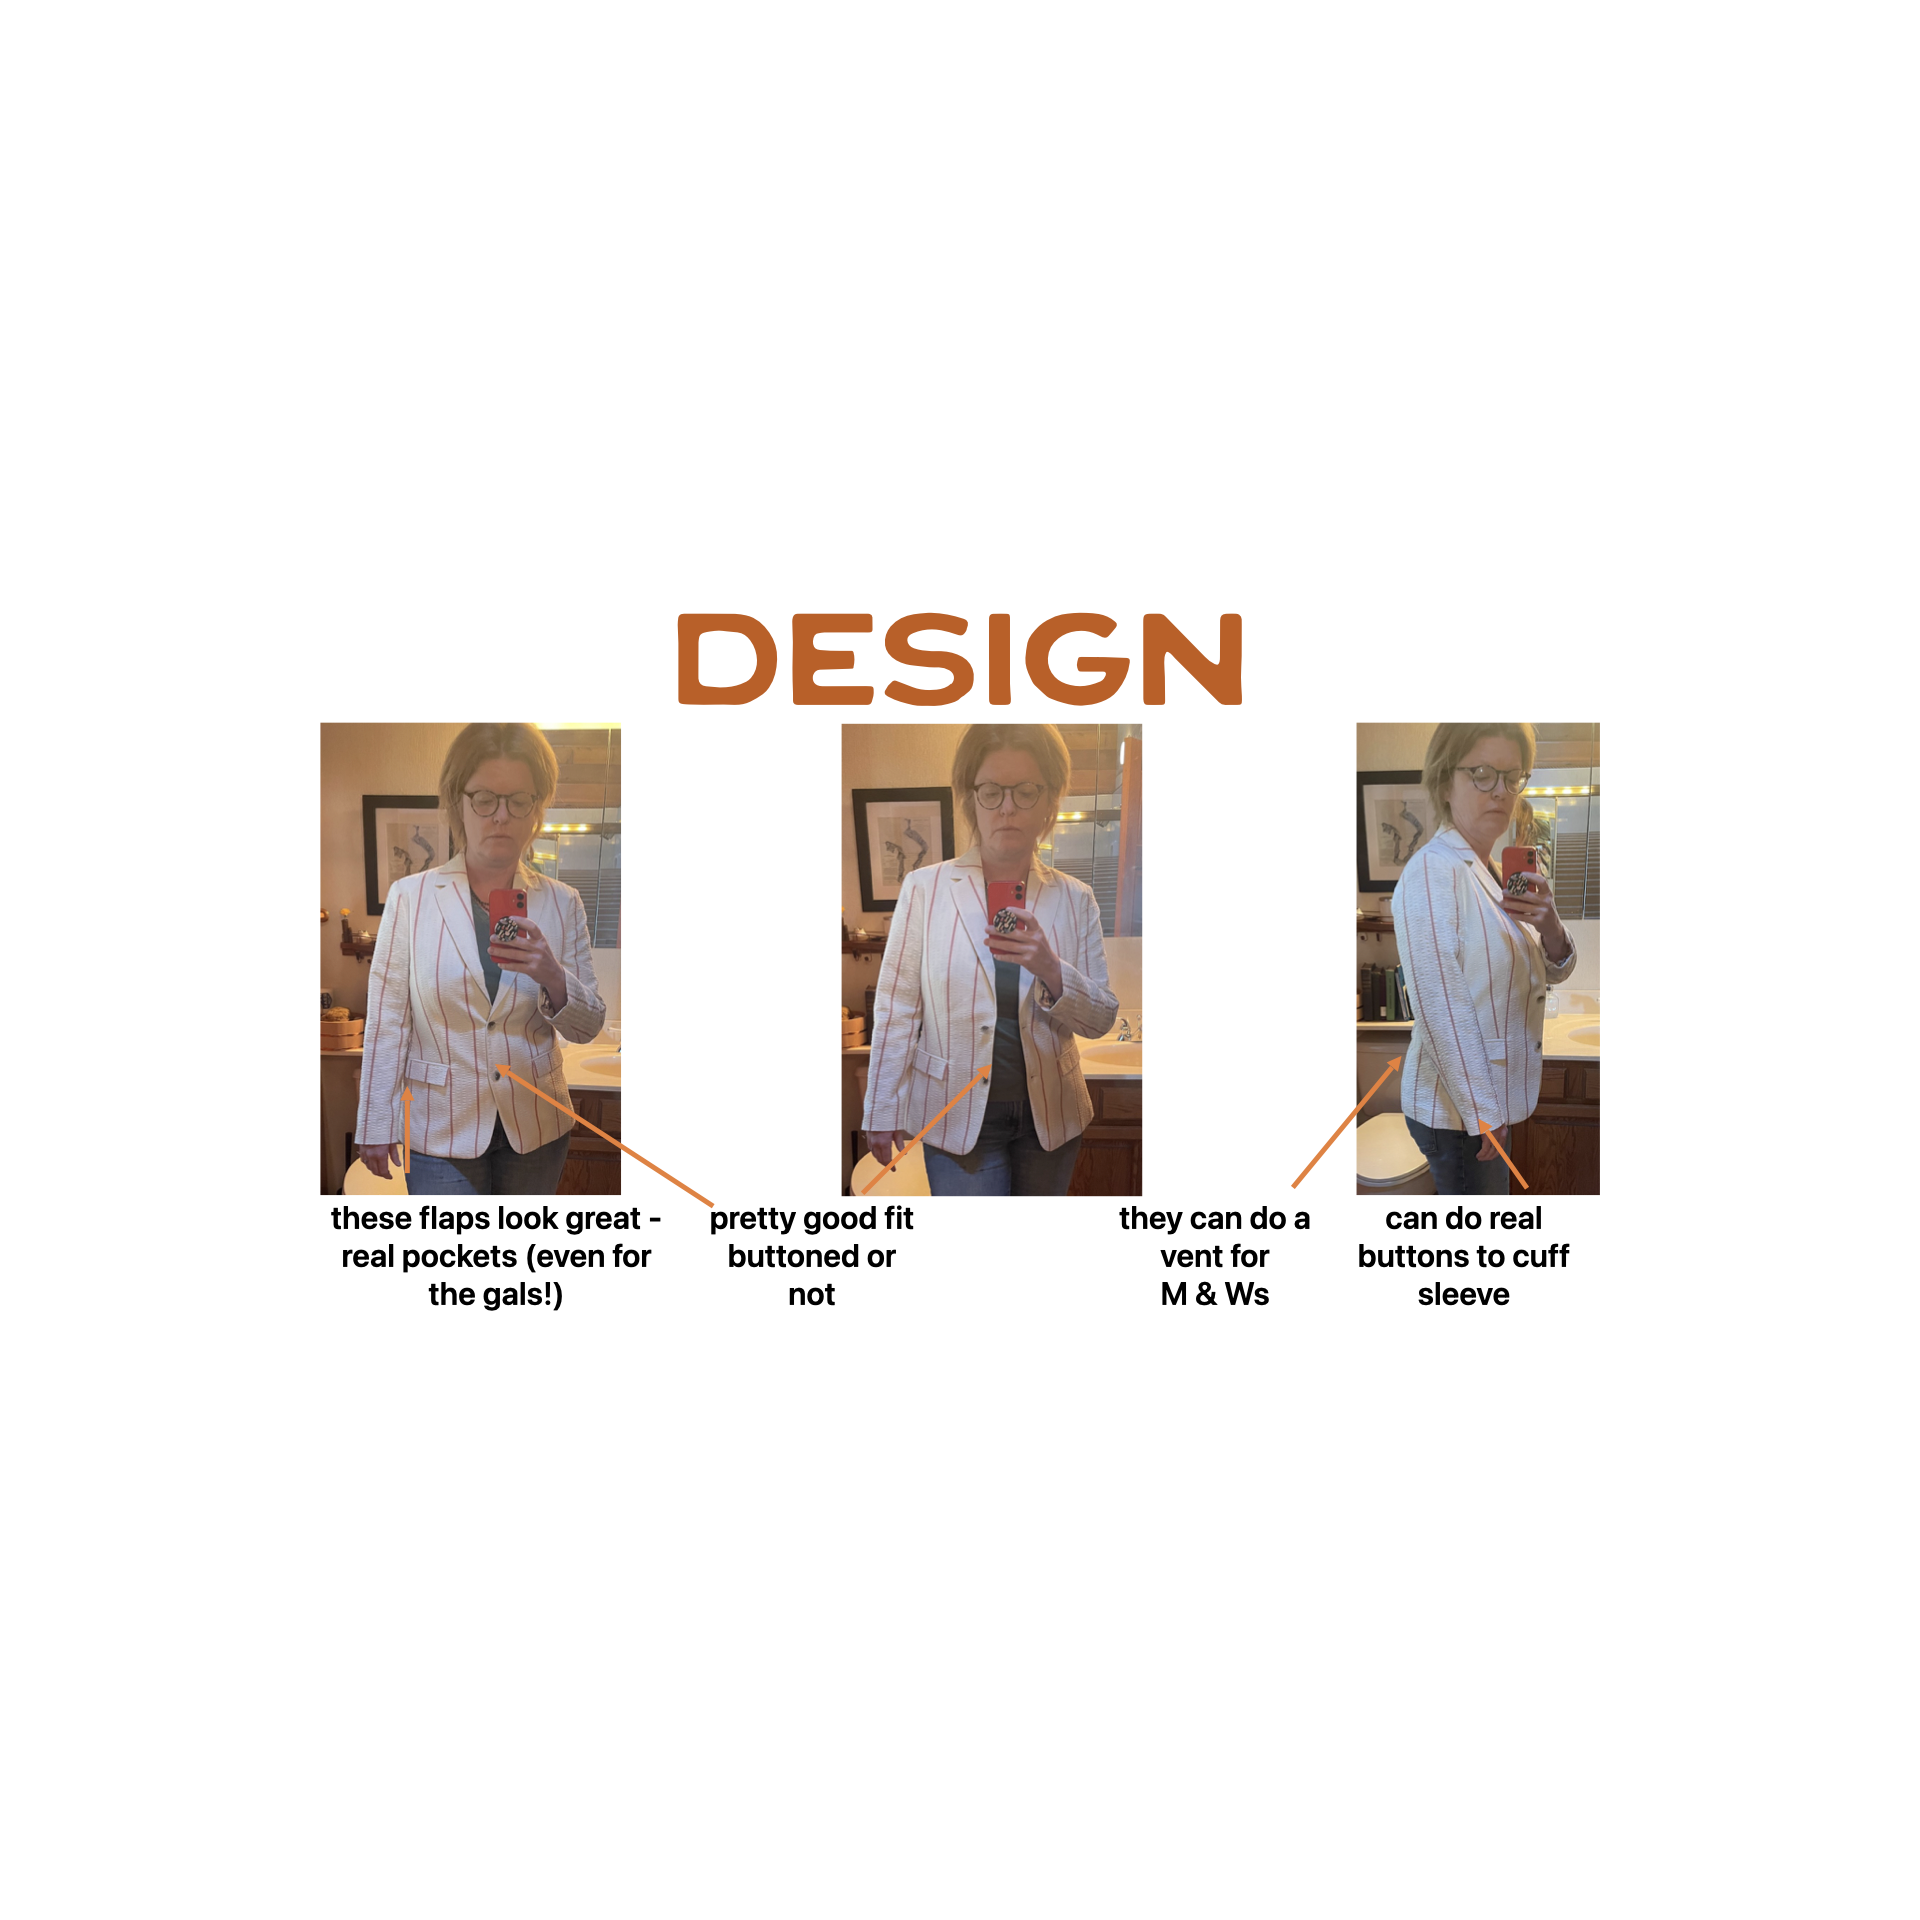 DESIGN
these flaps look great -
real pockets (even for
the gals!)
pretty good fit
buttoned or
not
they can do a
vent for
M & Ws
can do real
buttons to cuff
sleeve